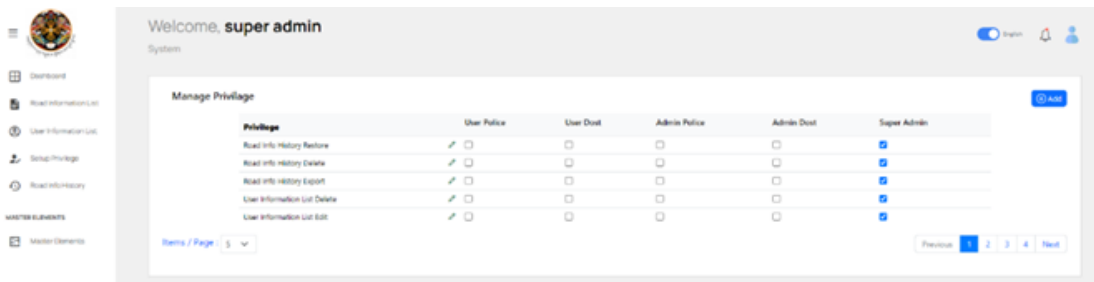 Welcome, super admin
System
English
Dashboard
Road Information List
User Information List.
Setup Privilege
Road Info History
MASTER ELEMENTS
Master Elements
Manage Privilage
Add
Privilege User Police User Dost Admin Police Admin Dost Super Admin
Road Info History Restore
Road Info History Delete
Road Info History Export
User Information List Delete
User Information List Edit
Items / Page : 5
Previous 1 2 3 4 Next